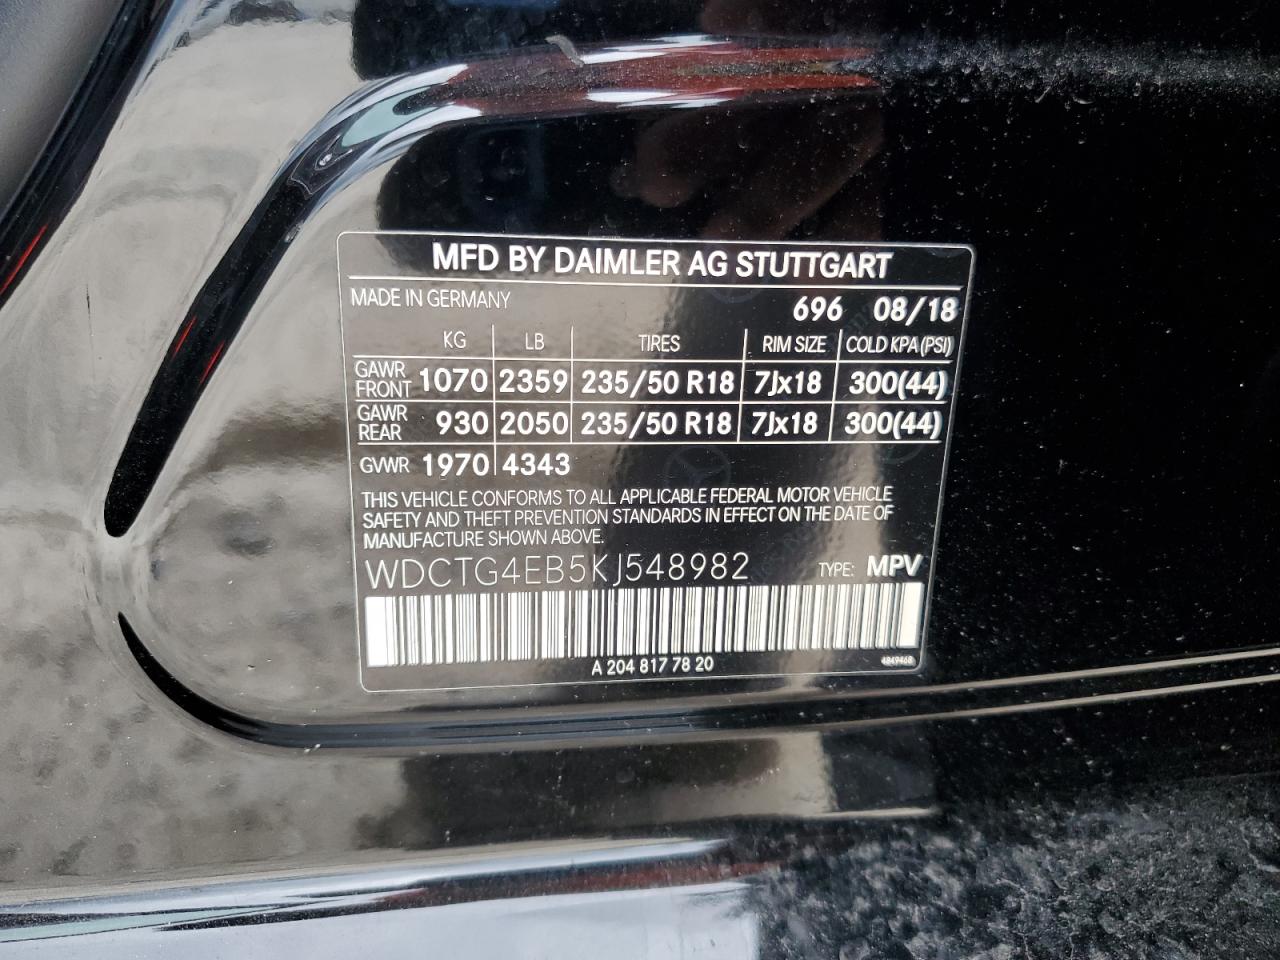 MFD BY DAIMLER AG STUTTGART
MADE IN GERMANY 696 08/18
KG LB TIRES RIM SIZE COLD KPA (PSI)
GAWR FRONT 1070 2359 235/50 R18 7Jx18 300(44)
GAWR REAR 930 2050 235/50 R18 7Jx18 300(44)
GVWR 1970 4343
THIS VEHICLE CONFORMS TO ALL APPLICABLE FEDERAL MOTOR VEHICLE
SAFETY AND THEFT PREVENTION STANDARDS IN EFFECT ON THE DATE OF
MANUFACTURE SHOWN ABOVE.
WDCTG4EB5KJ548982 TYPE: MPV
A 204 817 78 20 4849468